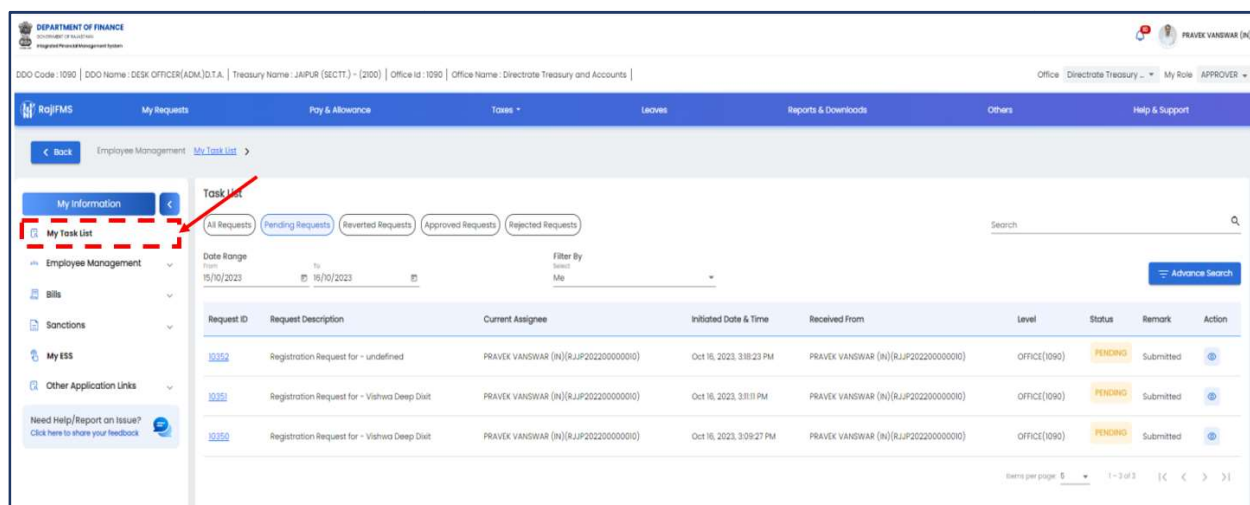 DEPARTMENT OF FINANCE
GOVERNMENT OF RAJASTHAN
Integrated Financial Management System
PRAVEK VANSWAR (IN)
DDO Code : 1090 | DDO Name : DESK OFFICER(ADM,)D.T.A. | Treasury Name : JAIPUR (SECTT.) - (2100) | Office Id : 1090 | Office Name : Directrate Treasury and Accounts |
Office Directrate Treasury ... My Role APPROVER
RajIFMS My Requests Pay & Allowance Taxes Leaves Reports & Downloads Others Help & Support
Back Employee Management My Task List >
My Information
My Task List
Employee Management
Bills
Sanctions
My ESS
Other Application Links
Need Help/Report an Issue?
Click here to share your feedback
Task List
All Requests Pending Requests Reverted Requests Approved Requests Rejected Requests Search
Date Range Filter By
From To Select
15/10/2023 16/10/2023 Me
Advance Search
Request ID Request Description Current Assignee Initiated Date & Time Received From Level Status Remark Action
10352 Registration Request for - undefined PRAVEK VANSWAR (IN)(RJJP202200000010) Oct 16, 2023, 3:18:23 PM PRAVEK VANSWAR (IN)(RJJP202200000010) OFFICE(1090) PENDING Submitted
10351 Registration Request for - Vishwa Deep Dixit PRAVEK VANSWAR (IN)(RJJP202200000010) Oct 16, 2023, 3:11:11 PM PRAVEK VANSWAR (IN)(RJJP202200000010) OFFICE(1090) PENDING Submitted
10350 Registration Request for - Vishwa Deep Dixit PRAVEK VANSWAR (IN)(RJJP202200000010) Oct 16, 2023, 3:09:27 PM PRAVEK VANSWAR (IN)(RJJP202200000010) OFFICE(1090) PENDING Submitted
Items per page: 5 1 - 3 of 3